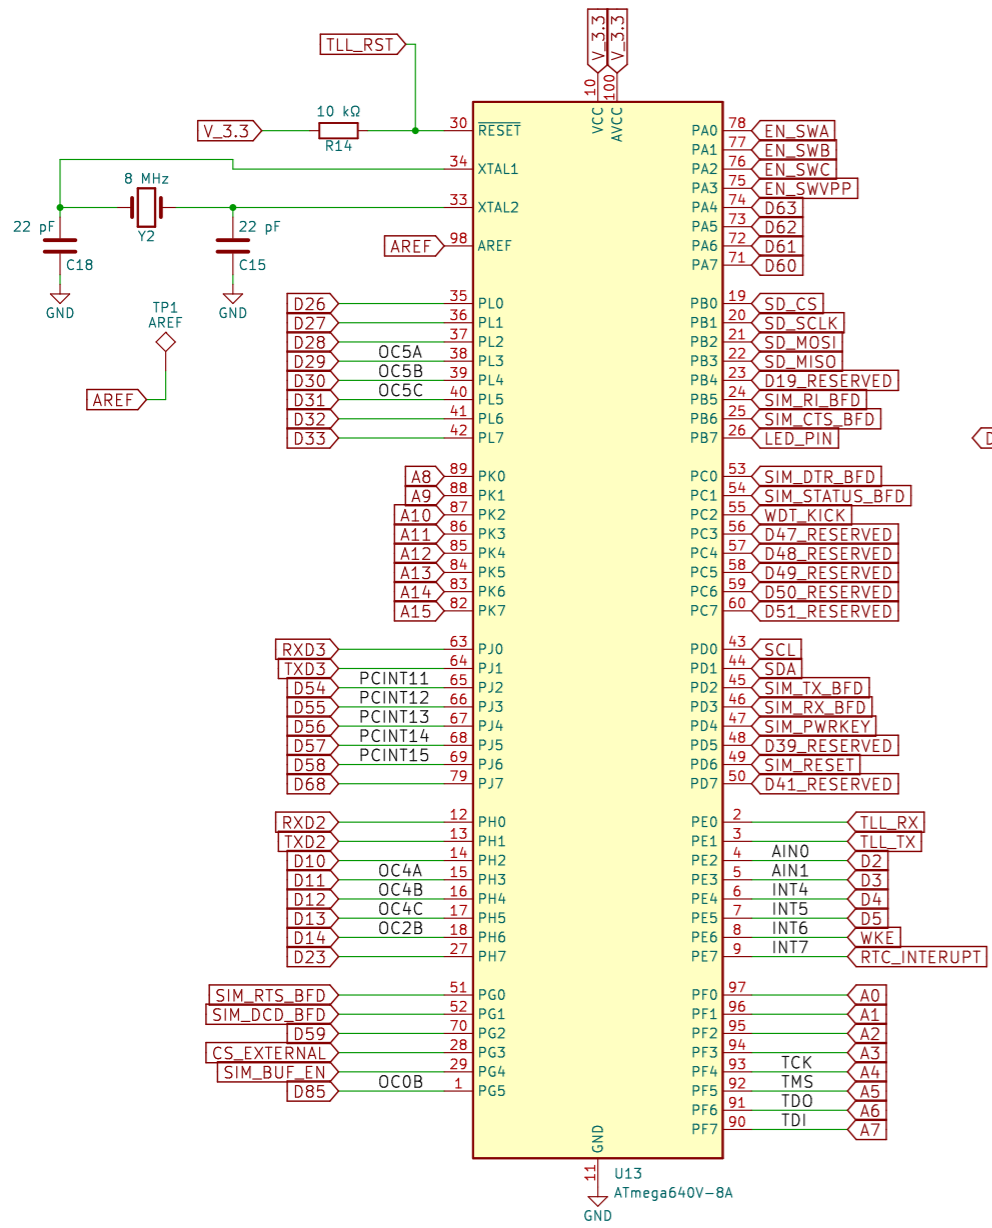 V_3.3 V_3.3
TLL_RST
10 100
VCC AVCC
10 kΩ
V_3.3
R14
30 RESET
34 XTAL1
8 MHz
33 XTAL2
Y2
22 pF
C18
22 pF
C15
GND
GND
AREF 98 AREF
TP1
AREF
AREF
D26 35 PL0
D27 36 PL1
D28 37 PL2
D29 OC5A 38 PL3
D30 OC5B 39 PL4
D31 OC5C 40 PL5
D32 41 PL6
D33 42 PL7
A8 89 PK0
A9 88 PK1
A10 87 PK2
A11 86 PK3
A12 85 PK4
A13 84 PK5
A14 83 PK6
A15 82 PK7
RXD3 63 PJ0
TXD3 64 PJ1
D54 PCINT11 65 PJ2
D55 PCINT12 66 PJ3
D56 PCINT13 67 PJ4
D57 PCINT14 68 PJ5
D58 PCINT15 69 PJ6
D68 79 PJ7
RXD2 12 PH0
TXD2 13 PH1
D10 14 PH2
D11 OC4A 15 PH3
D12 OC4B 16 PH4
D13 OC4C 17 PH5
D14 OC2B 18 PH6
D23 27 PH7
SIM_RTS_BFD 51 PG0
SIM_DCD_BFD 52 PG1
D59 70 PG2
CS_EXTERNAL 28 PG3
SIM_BUF_EN 29 PG4
D85 OC0B 1 PG5
PA0 78 EN_SWA
PA1 77 EN_SWB
PA2 76 EN_SWC
PA3 75 EN_SWVPP
PA4 74 D63
PA5 73 D62
PA6 72 D61
PA7 71 D60
PB0 19 SD_CS
PB1 20 SD_SCLK
PB2 21 SD_MOSI
PB3 22 SD_MISO
PB4 23 D19_RESERVED
PB5 24 SIM_RI_BFD
PB6 25 SIM_CTS_BFD
PB7 26 LED_PIN
D
PC0 53 SIM_DTR_BFD
PC1 54 SIM_STATUS_BFD
PC2 55 WDT_KICK
PC3 56 D47_RESERVED
PC4 57 D48_RESERVED
PC5 58 D49_RESERVED
PC6 59 D50_RESERVED
PC7 60 D51_RESERVED
PD0 43 SCL
PD1 44 SDA
PD2 45 SIM_TX_BFD
PD3 46 SIM_RX_BFD
PD4 47 SIM_PWRKEY
PD5 48 D39_RESERVED
PD6 49 SIM_RESET
PD7 50 D41_RESERVED
PE0 2 TLL_RX
PE1 3 TLL_TX
PE2 4 AIN0 D2
PE3 5 AIN1 D3
PE4 6 INT4 D4
PE5 7 INT5 D5
PE6 8 INT6 WKE
PE7 9 INT7 RTC_INTERUPT
PF0 97 A0
PF1 96 A1
PF2 95 A2
PF3 94 A3
PF4 93 TCK A4
PF5 92 TMS A5
PF6 91 TDO A6
PF7 90 TDI A7
GND
11
U13
ATmega640V-8A
GND